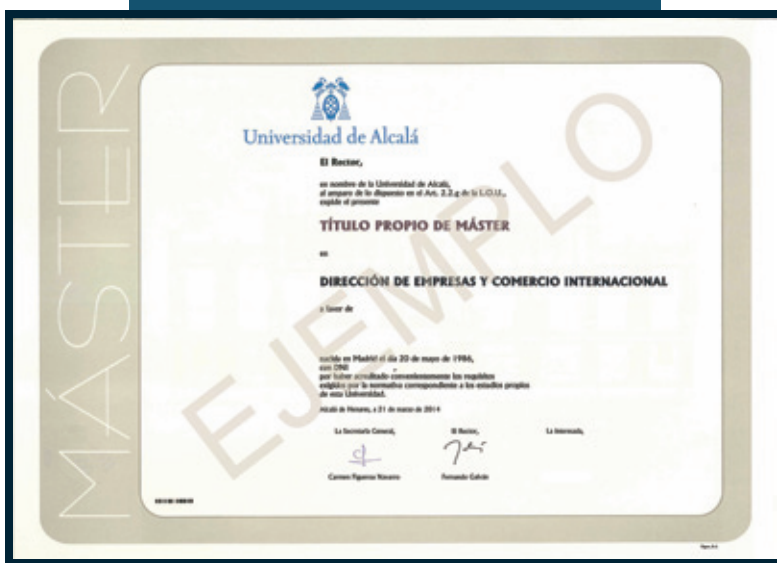 MÁSTER
Universidad de Alcalá
El Rector,
en nombre de la Universidad de Alcalá,
al amparo de lo dispuesto en el Art. 2.2.g de la L.O.U.,
expide el presente
TÍTULO PROPIO DE MÁSTER
en
DIRECCIÓN DE EMPRESAS Y COMERCIO INTERNACIONAL
a favor de
nacido en Madrid el día 20 de mayo de 1986,
con DNI ,
por haber acreditado convenientemente los requisitos
exigidos por la normativa correspondiente a los estudios propios
de esta Universidad.
Alcalá de Henares, a 31 de marzo de 2014
La Secretaria General, El Rector, La Interesada,
Carmen Figueroa Navarro Fernando Galván
EJEMPLO